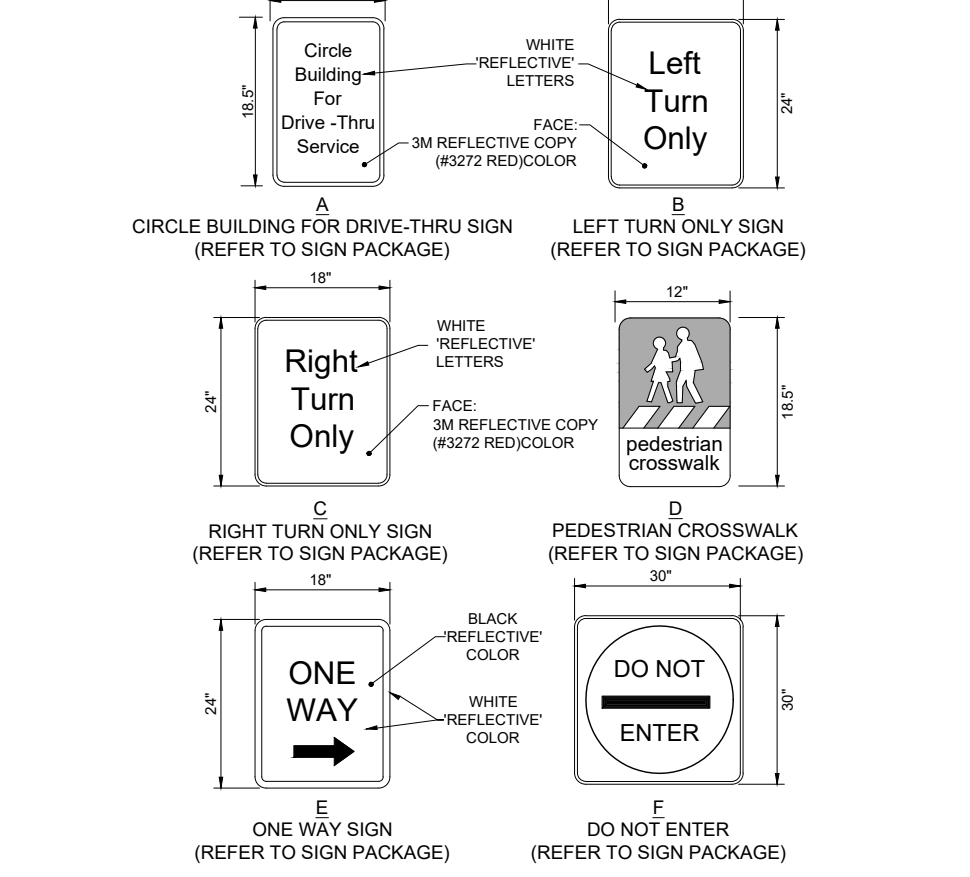 Circle
Building
For
Drive -Thru
Service
18.5"
WHITE
'REFLECTIVE'
LETTERS
FACE:
3M REFLECTIVE COPY
(#3272 RED)COLOR
Left
Turn
Only
24"
A
CIRCLE BUILDING FOR DRIVE-THRU SIGN
(REFER TO SIGN PACKAGE)
B
LEFT TURN ONLY SIGN
(REFER TO SIGN PACKAGE)
18"
24"
Right
Turn
Only
WHITE
'REFLECTIVE'
LETTERS
FACE:
3M REFLECTIVE COPY
(#3272 RED)COLOR
12"
pedestrian
crosswalk
18.5"
C
RIGHT TURN ONLY SIGN
(REFER TO SIGN PACKAGE)
D
PEDESTRIAN CROSSWALK
(REFER TO SIGN PACKAGE)
18"
24"
ONE
WAY
BLACK
'REFLECTIVE'
COLOR
WHITE
'REFLECTIVE'
COLOR
30"
DO NOT
ENTER
30"
E
ONE WAY SIGN
(REFER TO SIGN PACKAGE)
F
DO NOT ENTER
(REFER TO SIGN PACKAGE)